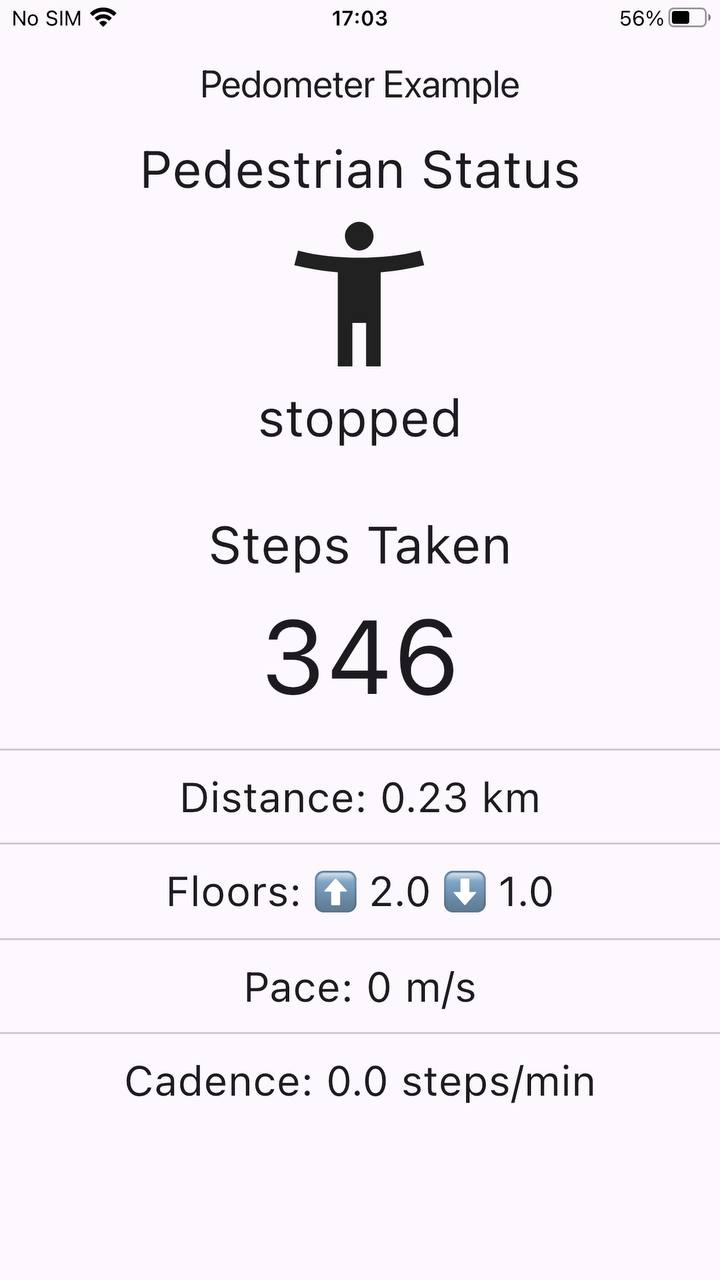 No SIM 17:03 56%
Pedometer Example
Pedestrian Status
stopped
Steps Taken
346
Distance: 0.23 km
Floors: ⬆️ 2.0 ⬇️ 1.0
Pace: 0 m/s
Cadence: 0.0 steps/min